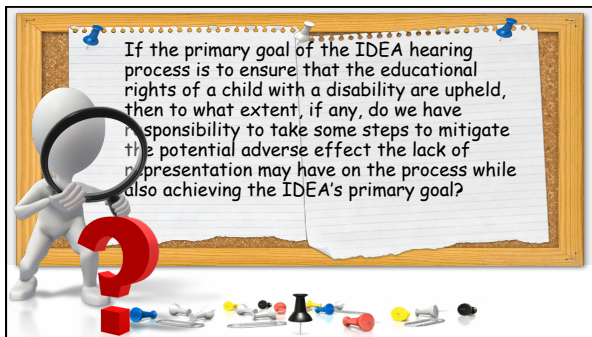 If the primary goal of the IDEA hearing
process is to ensure that the educational
rights of a child with a disability are upheld,
then to what extent, if any, do we have
responsibility to take some steps to mitigate
the potential adverse effect the lack of
representation may have on the process while
also achieving the IDEA's primary goal?